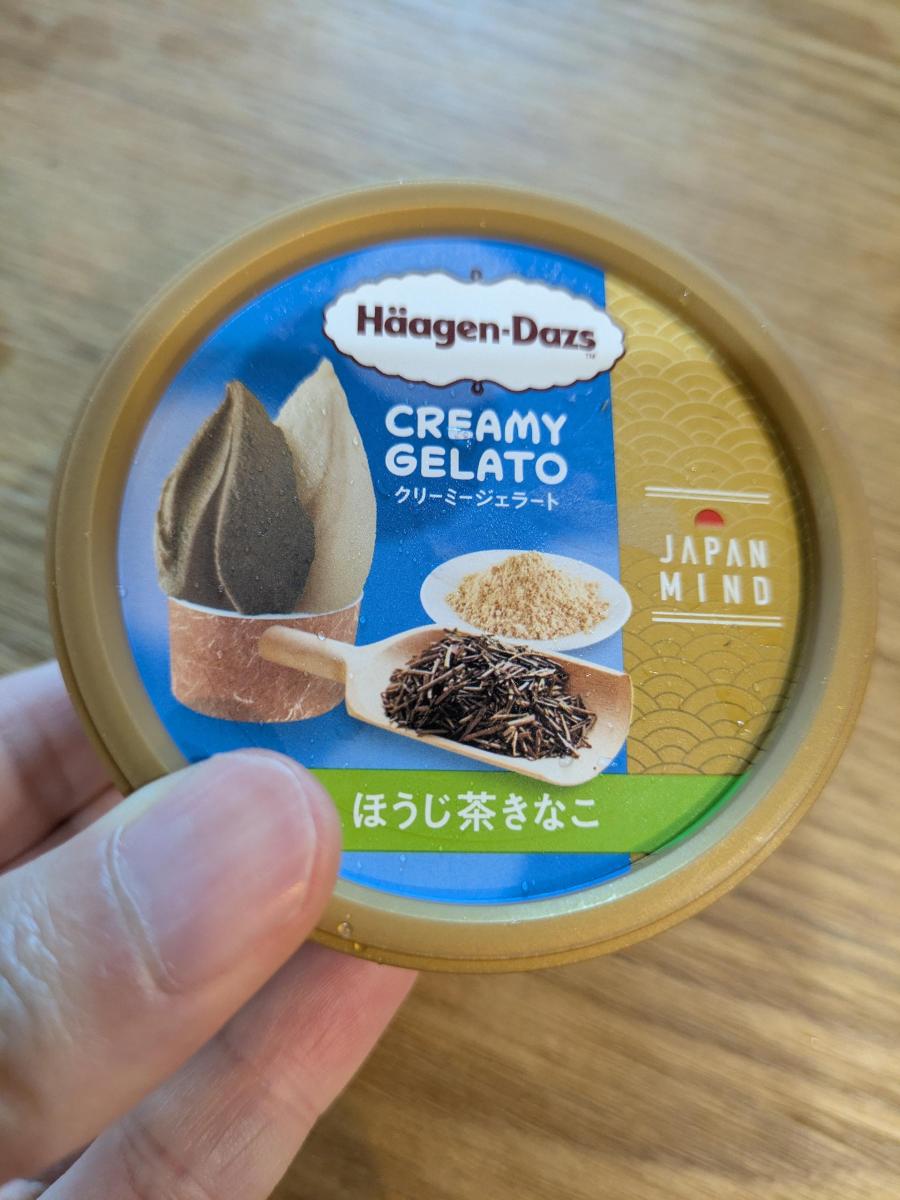 Häagen-Dazs
TM
CREAMY
GELATO
クリーミージェラート
JAPAN
MIND
ほうじ茶きなこ